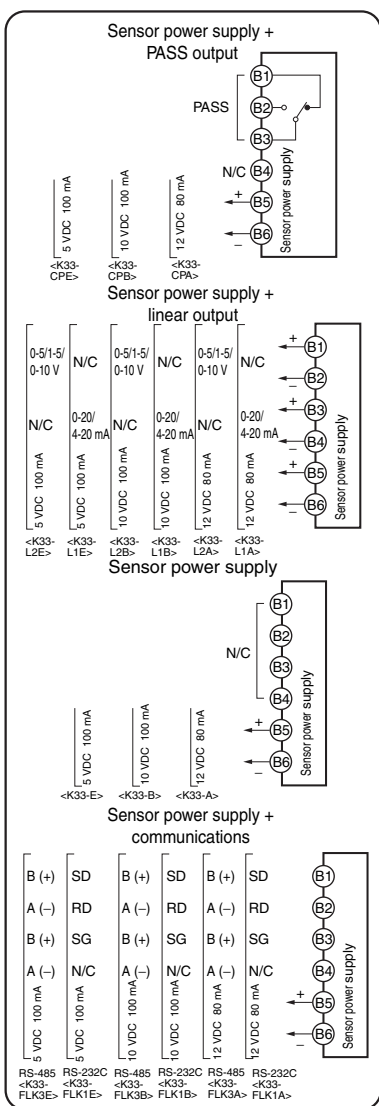 Sensor power supply +
PASS output
B1
PASS
B2
B3
N/C B4
+
B5
B6
−
Sensor power supply
5 VDC 100 mA
10 VDC 100 mA
12 VDC 80 mA
<K33-
CPE>
<K33-
CPB>
<K33-
CPA>
Sensor power supply +
linear output
0-5/1-5/
0-10 V
N/C
0-5/1-5/
0-10 V
N/C
0-5/1-5/
0-10 V
N/C
N/C
0-20/
4-20 mA
N/C
0-20/
4-20 mA
N/C
0-20/
4-20 mA
5 VDC 100 mA
5 VDC 100 mA
10 VDC 100 mA
10 VDC 100 mA
12 VDC 80 mA
12 VDC 80 mA
+
B1
B2
−
+
B3
B4
−
+
B5
B6
−
Sensor power supply
<K33-
L2E>
<K33-
L1E>
<K33-
L2B>
<K33-
L1B>
<K33-
L2A>
<K33-
L1A>
Sensor power supply
N/C
B1
B2
B3
B4
+
B5
B6
−
Sensor power supply
5 VDC 100 mA
10 VDC 100 mA
12 VDC 80 mA
<K33-E> <K33-B> <K33-A>
Sensor power supply +
communications
B (+) SD B (+) SD B (+) SD B1
A (−) RD A (−) RD A (−) RD B2
B (+) SG B (+) SG B (+) SG B3
A (−) N/C A (−) N/C A (−) N/C B4
5 VDC 100 mA
5 VDC 100 mA
10 VDC 100 mA
10 VDC 100 mA
12 VDC 80 mA
12 VDC 80 mA
+
B5
B6
−
Sensor power supply
RS-485 RS-232C RS-485 RS-232C RS-485 RS-232C
<K33- <K33- <K33- <K33- <K33- <K33-
FLK3E> FLK1E> FLK3B> FLK1B> FLK3A> FLK1A>